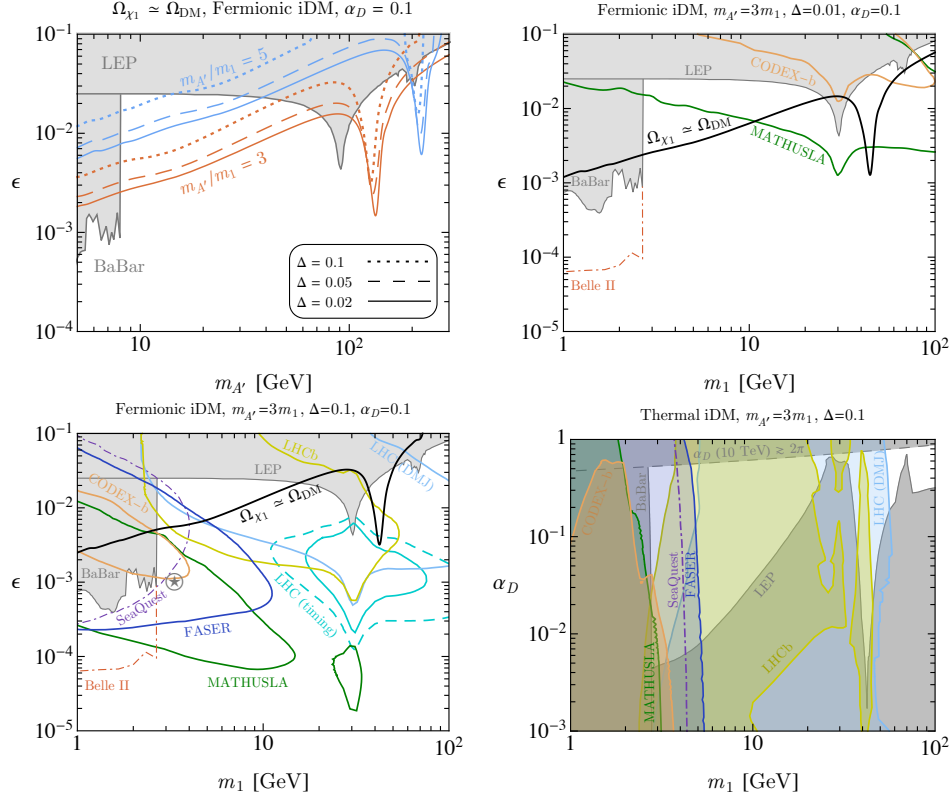 Ω_χ1 ≃ Ω_DM, Fermionic iDM, α_D = 0.1
LEP
m_A′/m_1 = 5
m_A′/m_1 = 3
BaBar
Δ = 0.1
Δ = 0.05
Δ = 0.02
ϵ
10^-1
10^-2
10^-3
10^-4
10
10^2
m_A′ [GeV]
Fermionic iDM, m_A′=3m_1, Δ=0.01, α_D=0.1
CODEX-b
LEP
Ω_χ1 ≃ Ω_DM
MATHUSLA
BaBar
Belle II
ϵ
10^-1
10^-2
10^-3
10^-4
10^-5
1
10
10^2
m_1 [GeV]
Fermionic iDM, m_A′=3m_1, Δ=0.1, α_D=0.1
LHCb
LHC (DMJ)
LEP
CODEX-b
Ω_χ1 ≃ Ω_DM
BaBar
SeaQuest
LHC (timing)
FASER
Belle II
MATHUSLA
ϵ
10^-1
10^-2
10^-3
10^-4
10^-5
1
10
10^2
m_1 [GeV]
Thermal iDM, m_A′=3m_1, Δ=0.1
α_D (10 TeV) ≳ 2π
CODEX-b
BaBar
LHC (DMJ)
SeaQuest
FASER
LEP
MATHUSLA
LHCb
α_D
1
10^-1
10^-2
10^-3
1
10
10^2
m_1 [GeV]